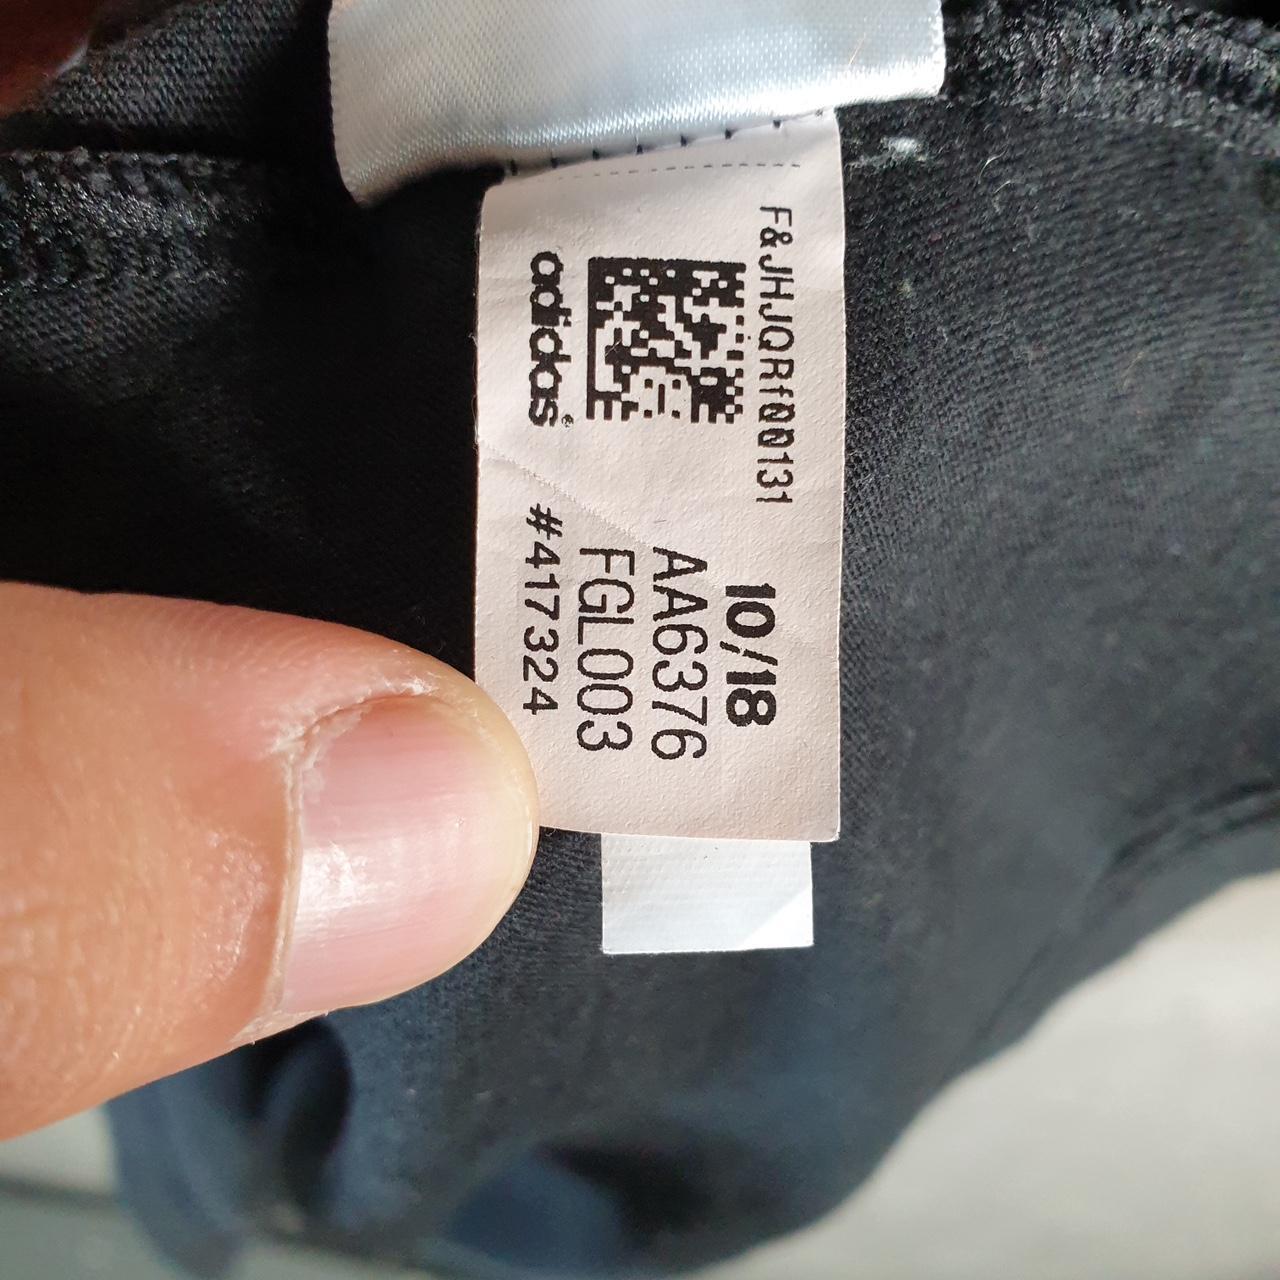 F&JHJQRf00131
adidas
10/18
AA6376
FGL003
#417324